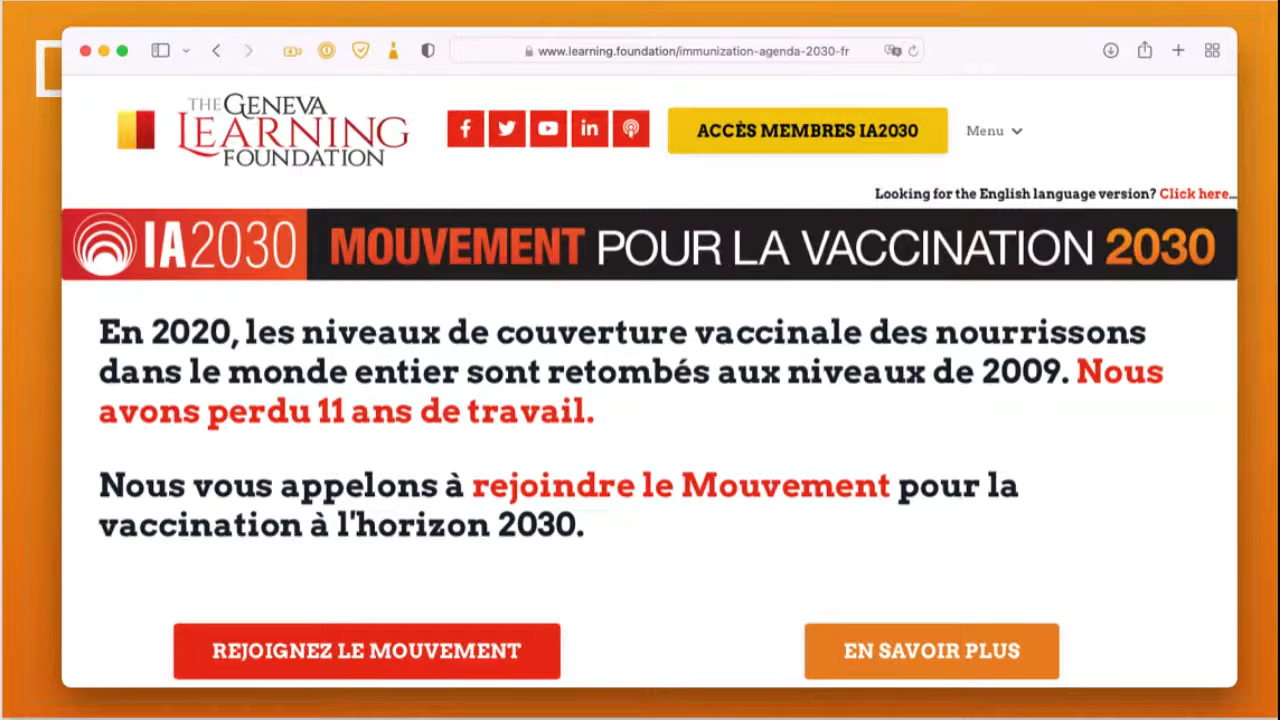 www.learning.foundation/immunization-agenda-2030-fr
THE GENEVA
LEARNING
FOUNDATION
ACCÈS MEMBRES IA2030
Menu
Looking for the English language version? Click here...
IA2030 MOUVEMENT POUR LA VACCINATION 2030
En 2020, les niveaux de couverture vaccinale des nourrissons
dans le monde entier sont retombés aux niveaux de 2009. Nous
avons perdu 11 ans de travail.
Nous vous appelons à rejoindre le Mouvement pour la
vaccination à l'horizon 2030.
REJOIGNEZ LE MOUVEMENT
EN SAVOIR PLUS